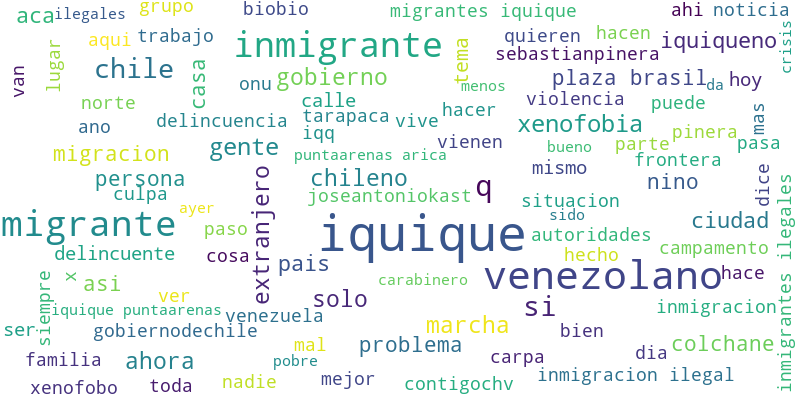 aca
ilegales
grupo
biobio
migrantes iquique
ahi
noticia
aqui
trabajo
inmigrante
quieren
hacen
sebastianpinera
iquiqueno
crisis
van
lugar
chile
casa
onu
gobierno
tema
menos
plaza brasil
da
hoy
norte
calle
hacer
violencia
puede
mas
ano
delincuencia
tarapaca
vive
xenofobia
pinera
iqq
vienen
bueno
parte
pasa
migracion
gente
puntaarenas arica
mismo
frontera
persona
chileno
nino
culpa
extranjero
joseantoniokast
q
situacion
dice
ayer
sido
migrante
paso
iquique
autoridades
ciudad
delincuente
cosa
hecho
campamento
pais
venezolano
hace
x
asi
carabinero
siempre
ver
solo
si
inmigracion
inmigrantes ilegales
iquique puntaarenas
venezuela
marcha
ser
gobiernodechile
bien
mal
problema
colchane
familia
ahora
pobre
carpa
dia
xenofobo
toda
nadie
mejor
contigochv
inmigracion ilegal